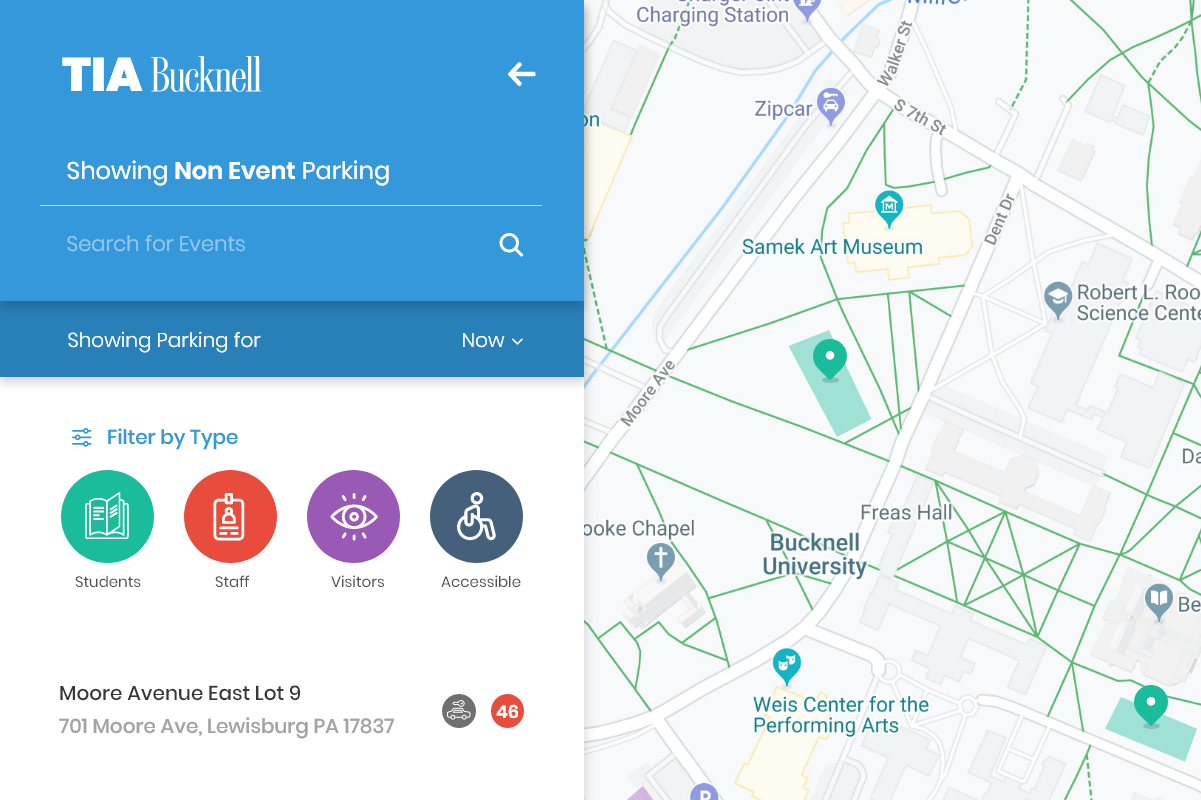 TIA Bucknell
Showing Non Event Parking
Search for Events
Showing Parking for
Now
Filter by Type
Students
Staff
Visitors
Accessible
Moore Avenue East Lot 9
701 Moore Ave, Lewisburg PA 17837
46
Charging Station
Walker St
Zipcar
S 7th St
on
Samek Art Museum
Dent Dr
Robert L. Roo
Science Cente
Moore Ave
Da
Freas Hall
ooke Chapel
Bucknell
University
Be
Weis Center for the
Performing Arts
P